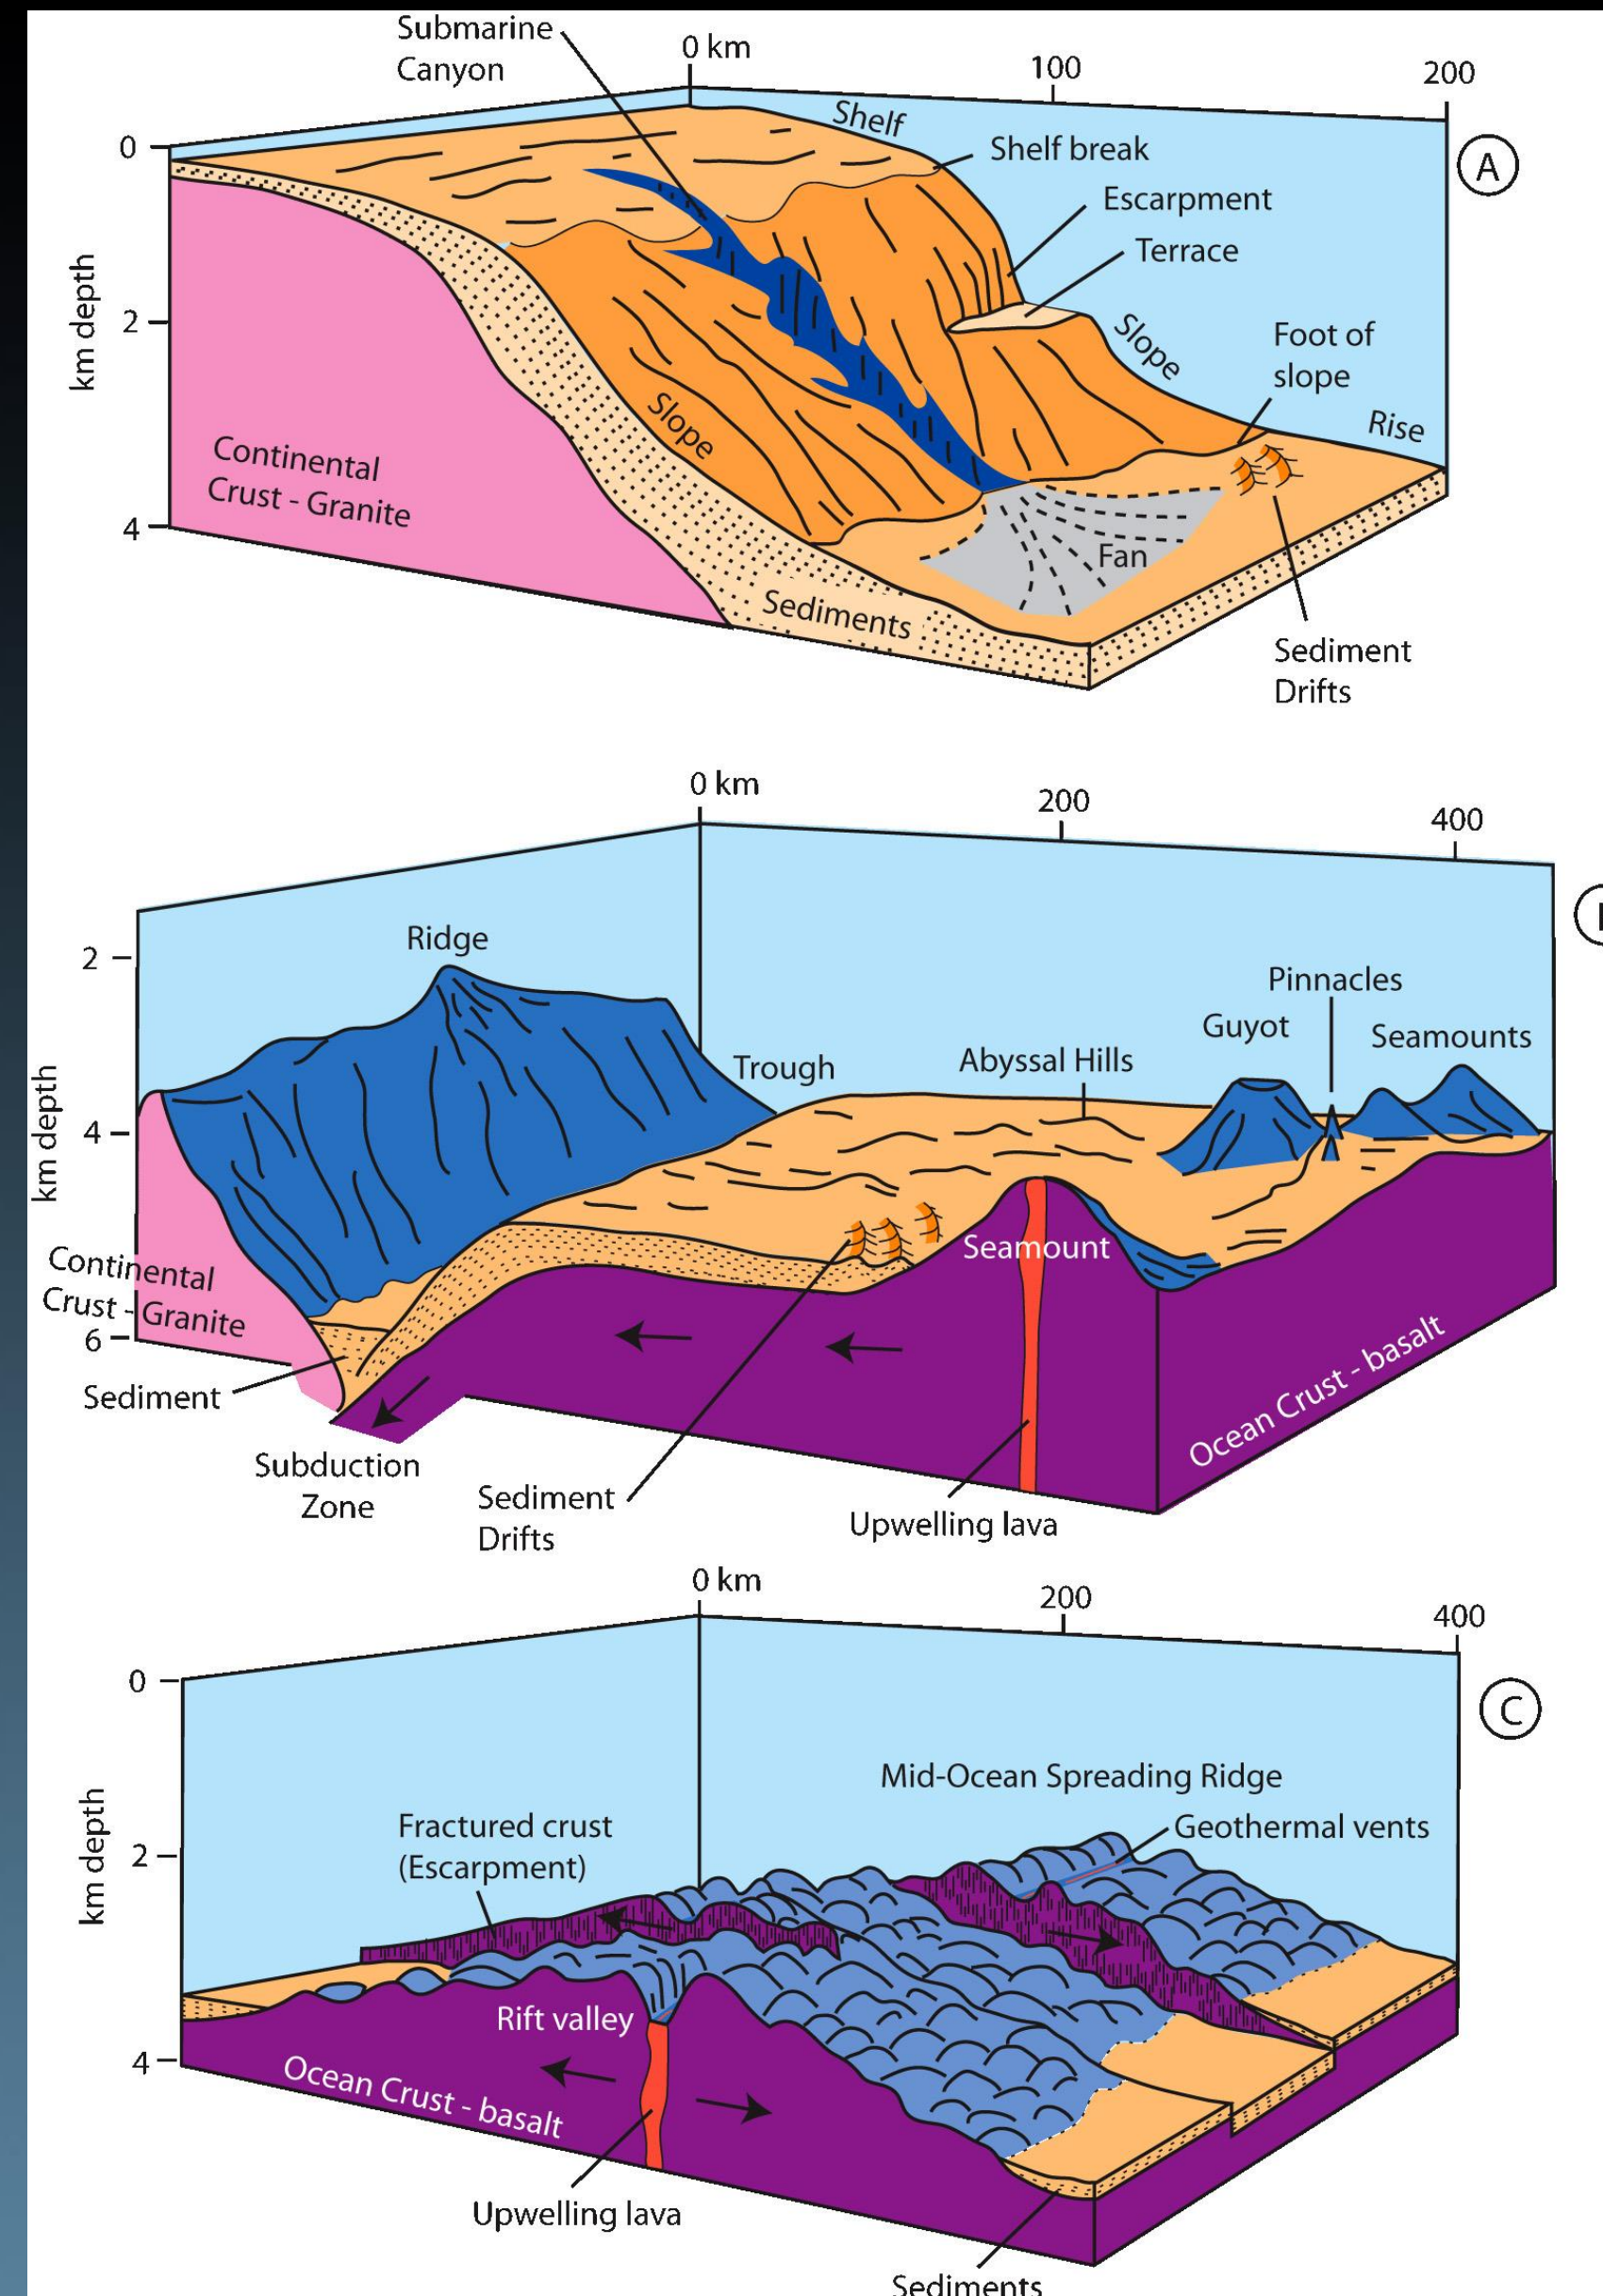 Submarine
Canyon
0 km
100
200
Shelf
Shelf break
A
0
Escarpment
Terrace
km depth
2
Slope
Foot of
slope
Rise
Slope
Continental
Crust - Granite
4
Fan
Sediments
Sediment
Drifts
0 km
200
400
2
Ridge
Pinnacles
Guyot
Seamounts
Trough
Abyssal Hills
km depth
4
Seamount
Continental
Crust - Granite
6
Sediment
Ocean Crust - basalt
Subduction
Zone
Sediment
Drifts
Upwelling lava
0 km
200
400
0
C
Mid-Ocean Spreading Ridge
Fractured crust
(Escarpment)
Geothermal vents
km depth
2
Rift valley
4
Ocean Crust - basalt
Upwelling lava
Sediments